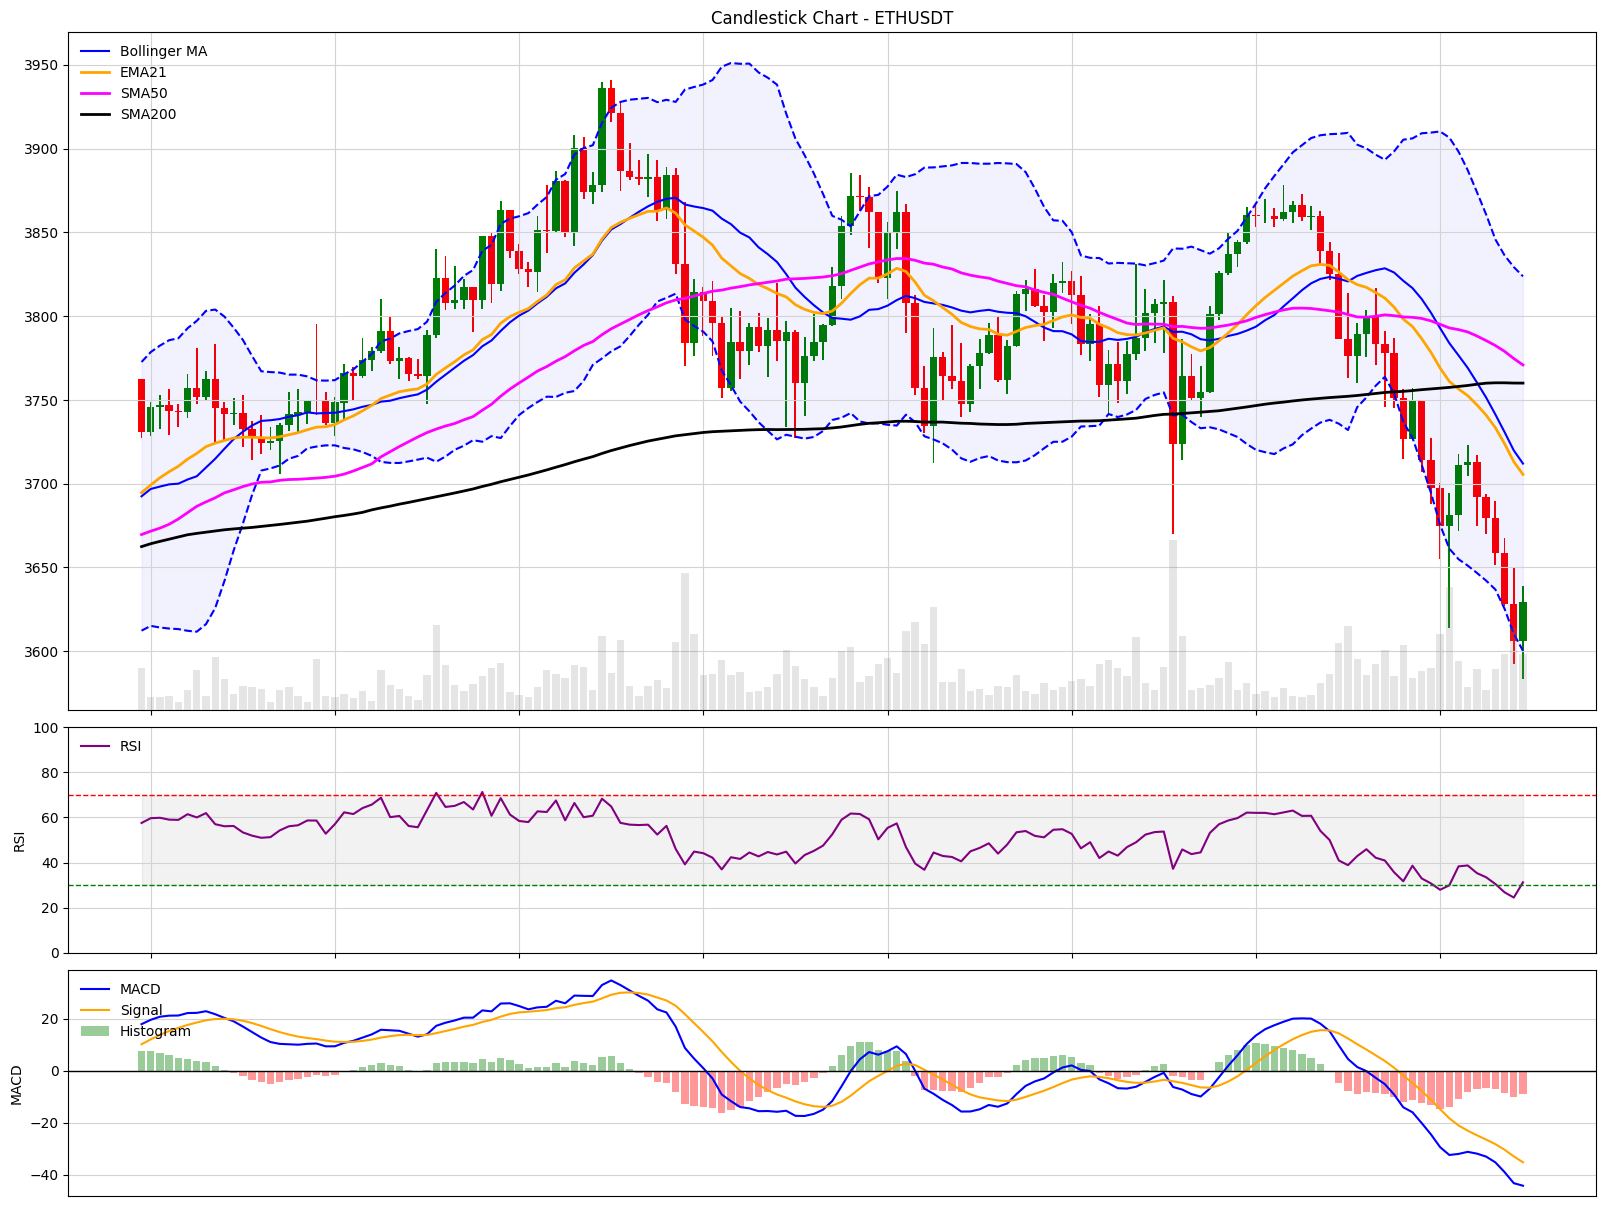 Candlestick Chart - ETHUSDT
Bollinger MA
EMA21
SMA50
SMA200
3950
3900
3850
3800
3750
3700
3650
3600
RSI
100
80
60
40
20
0
RSI
MACD
Signal
Histogram
20
0
−20
−40
MACD